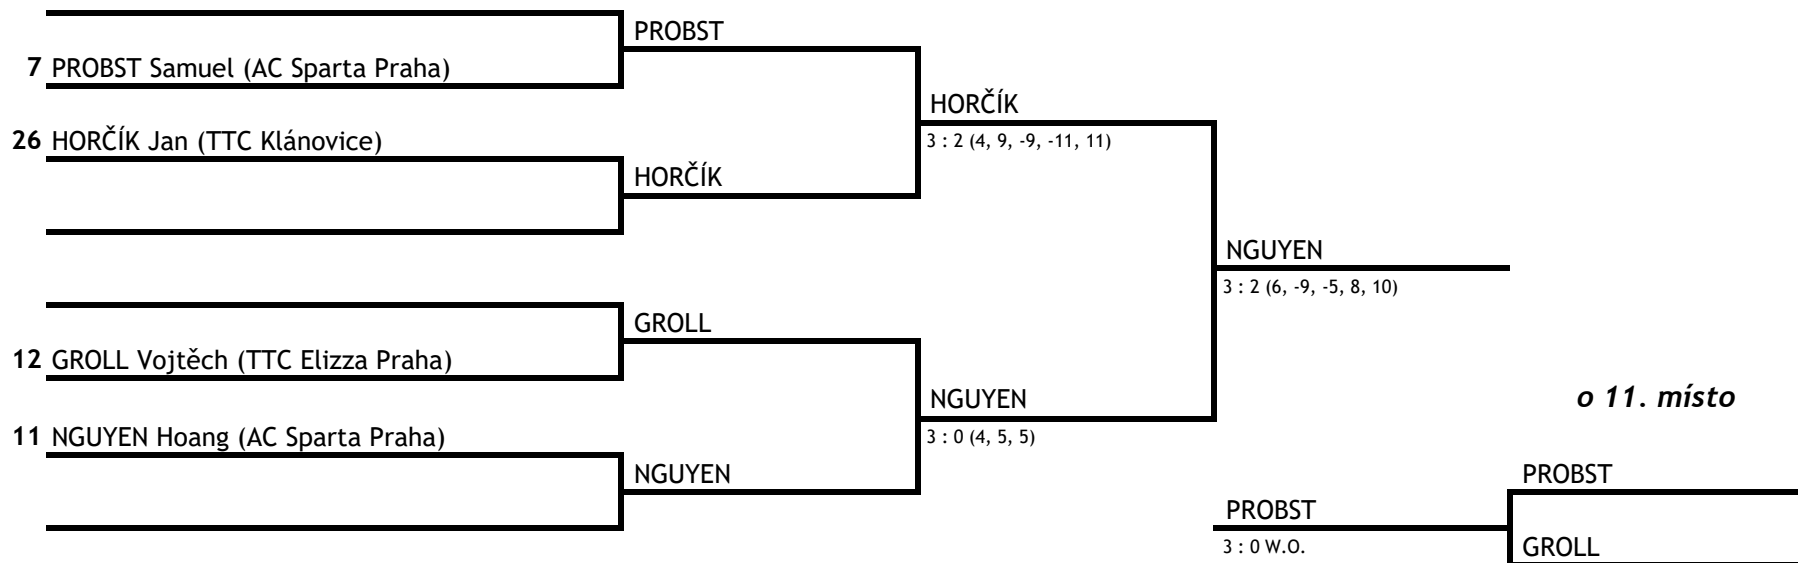 PROBST
7 PROBST Samuel (AC Sparta Praha)
HORČÍK
26 HORČÍK Jan (TTC Klánovice)
3 : 2 (4, 9, -9, -11, 11)
HORČÍK
NGUYEN
3 : 2 (6, -9, -5, 8, 10)
GROLL
12 GROLL Vojtěch (TTC Elizza Praha)
NGUYEN
o 11. místo
11 NGUYEN Hoang (AC Sparta Praha)
3 : 0 (4, 5, 5)
NGUYEN
PROBST
PROBST
3 : 0 W.O.
GROLL